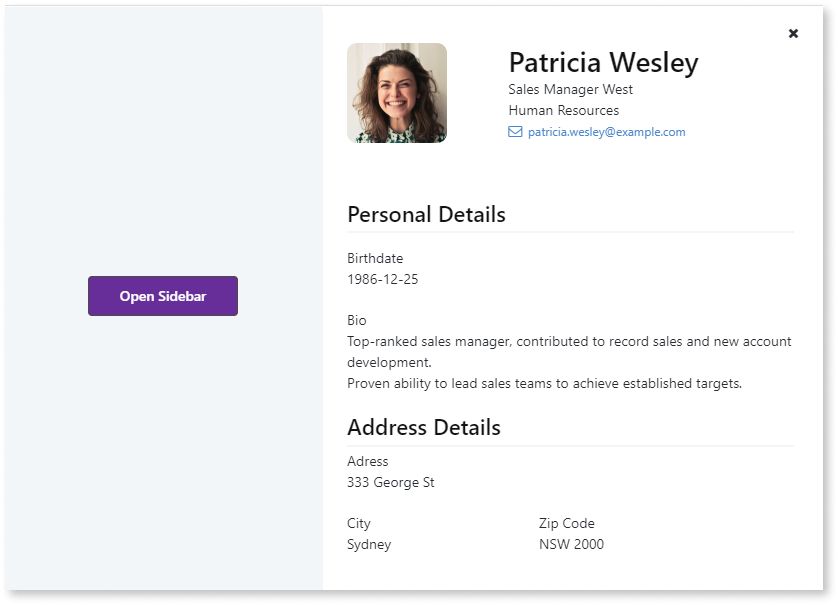 Patricia Wesley
Sales Manager West
Human Resources
patricia.wesley@example.com
Personal Details
Birthdate
1986-12-25
Open Sidebar
Bio
Top-ranked sales manager, contributed to record sales and new account
development.
Proven ability to lead sales teams to achieve established targets.
Address Details
Adress
333 George St
City
Zip Code
Sydney
NSW 2000